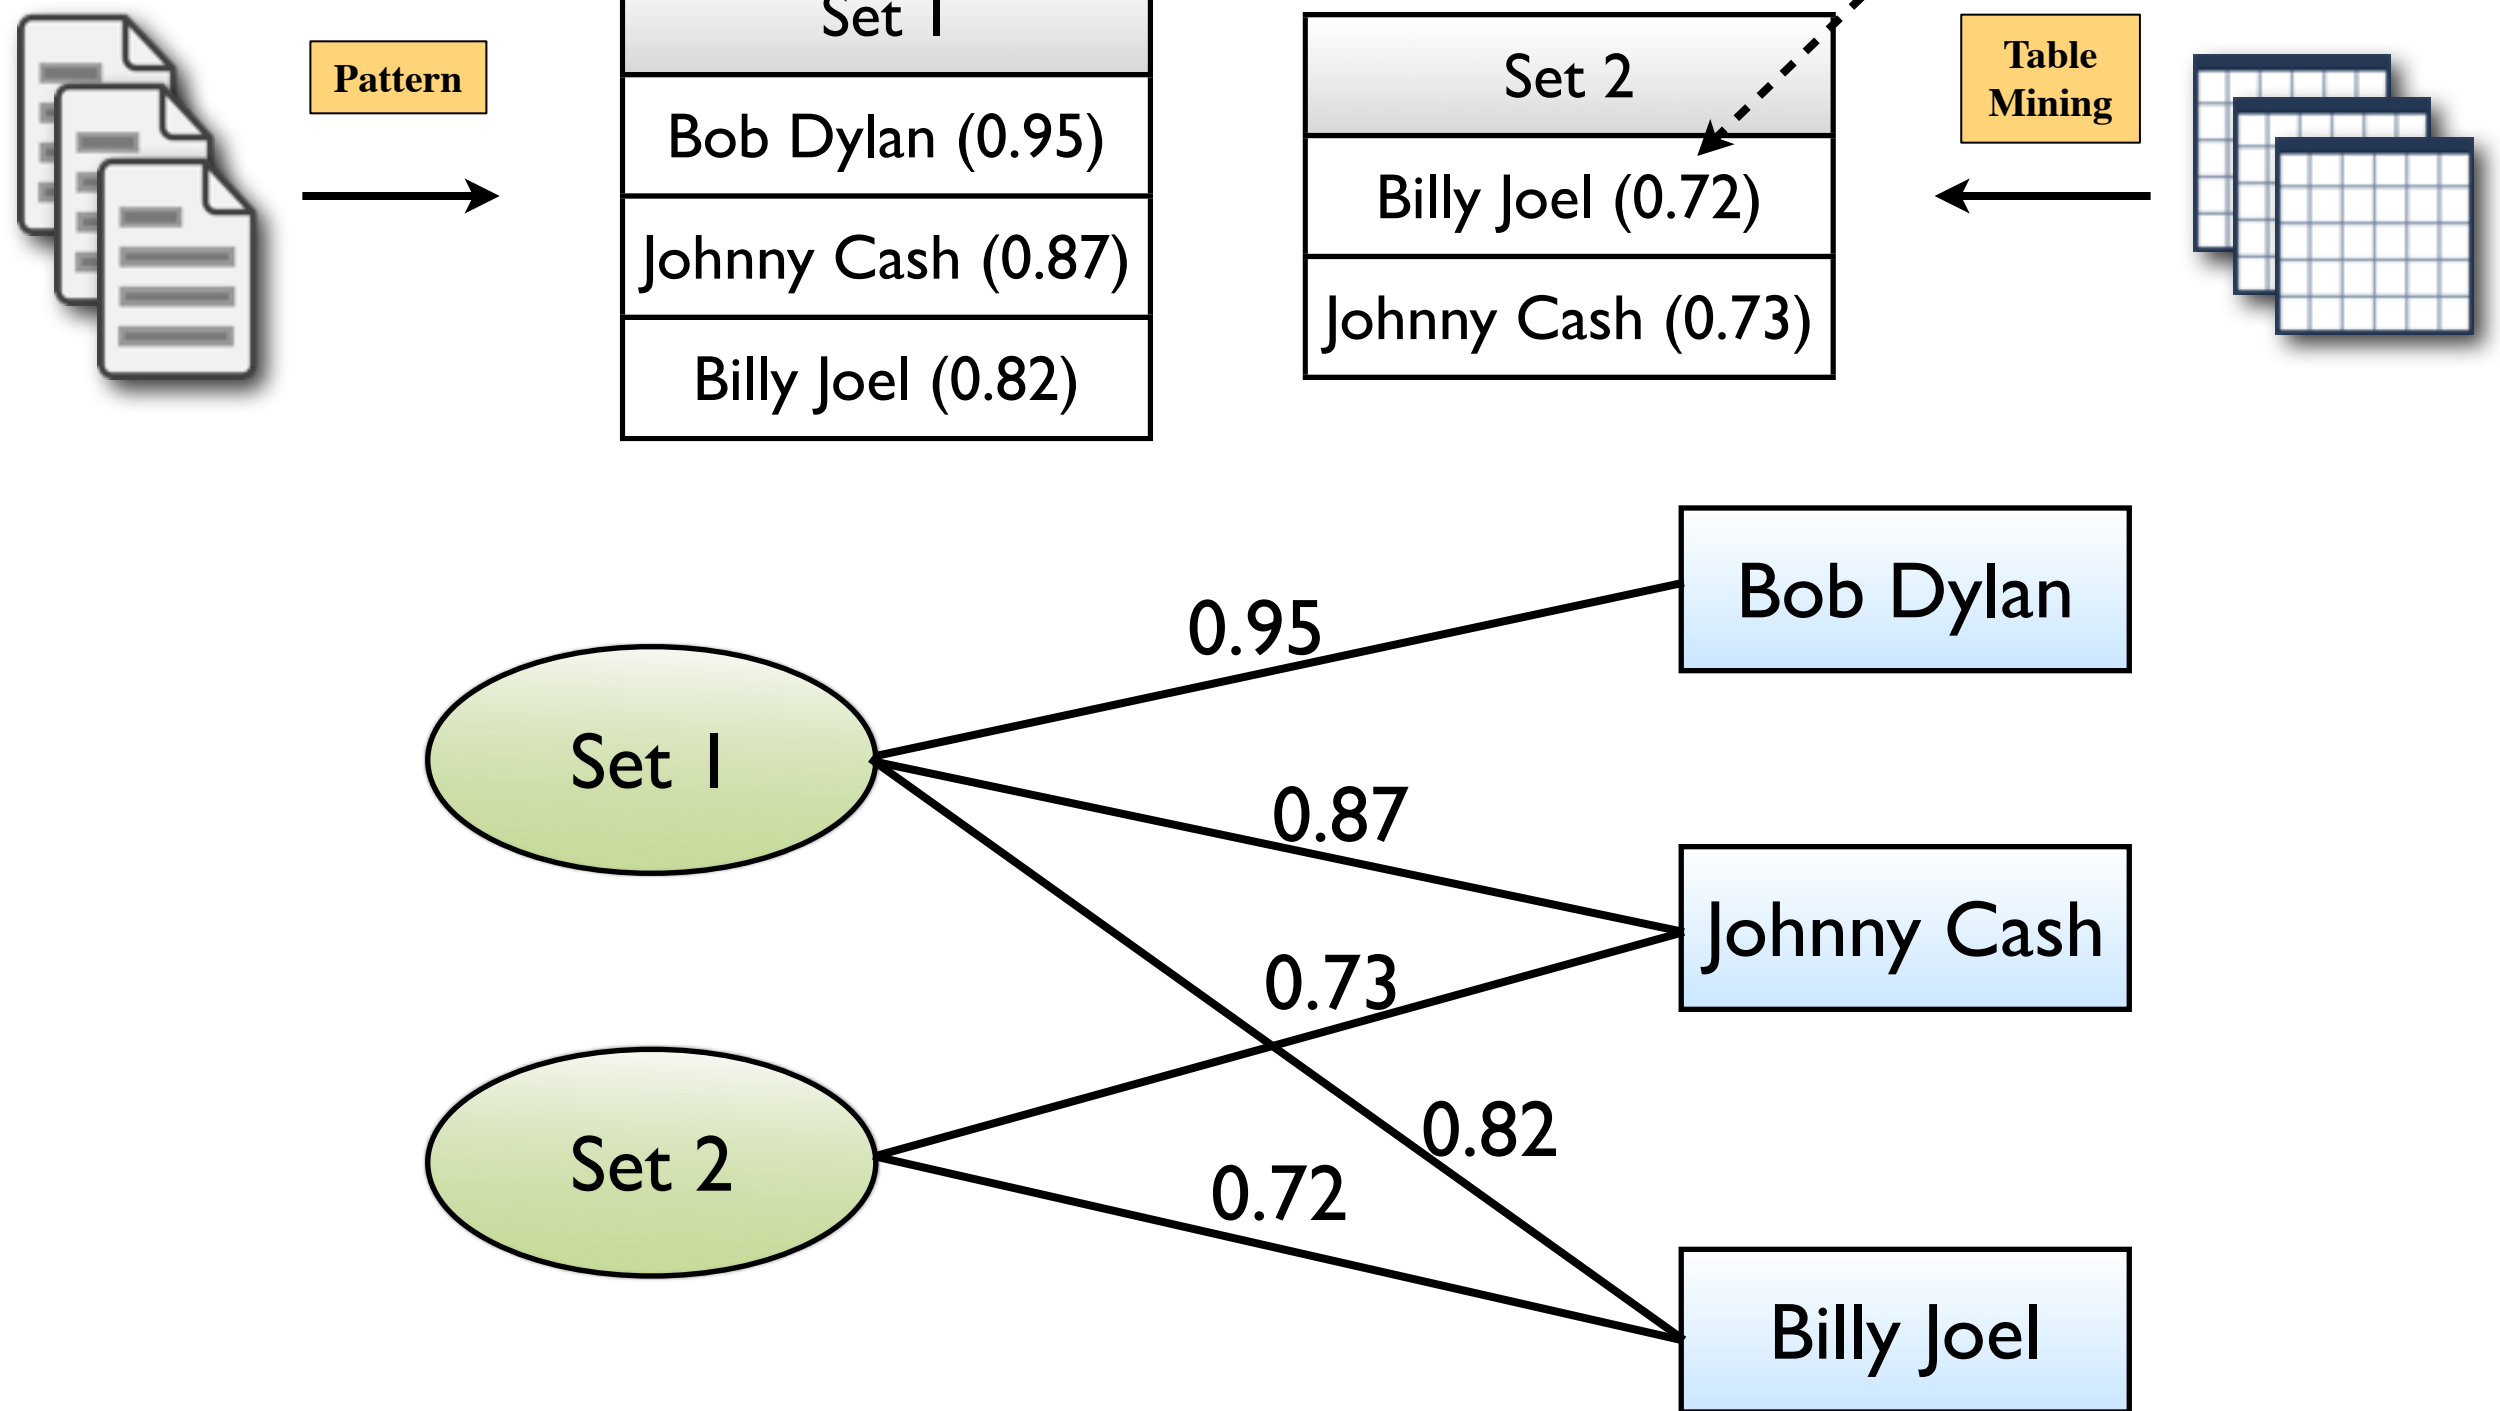 Pattern
Set 1
Bob Dylan (0.95)
Johnny Cash (0.87)
Billy Joel (0.82)
Set 2
Billy Joel (0.72)
Johnny Cash (0.73)
Table
Mining
Set 1
Set 2
0.95
0.87
0.73
0.82
0.72
Bob Dylan
Johnny Cash
Billy Joel